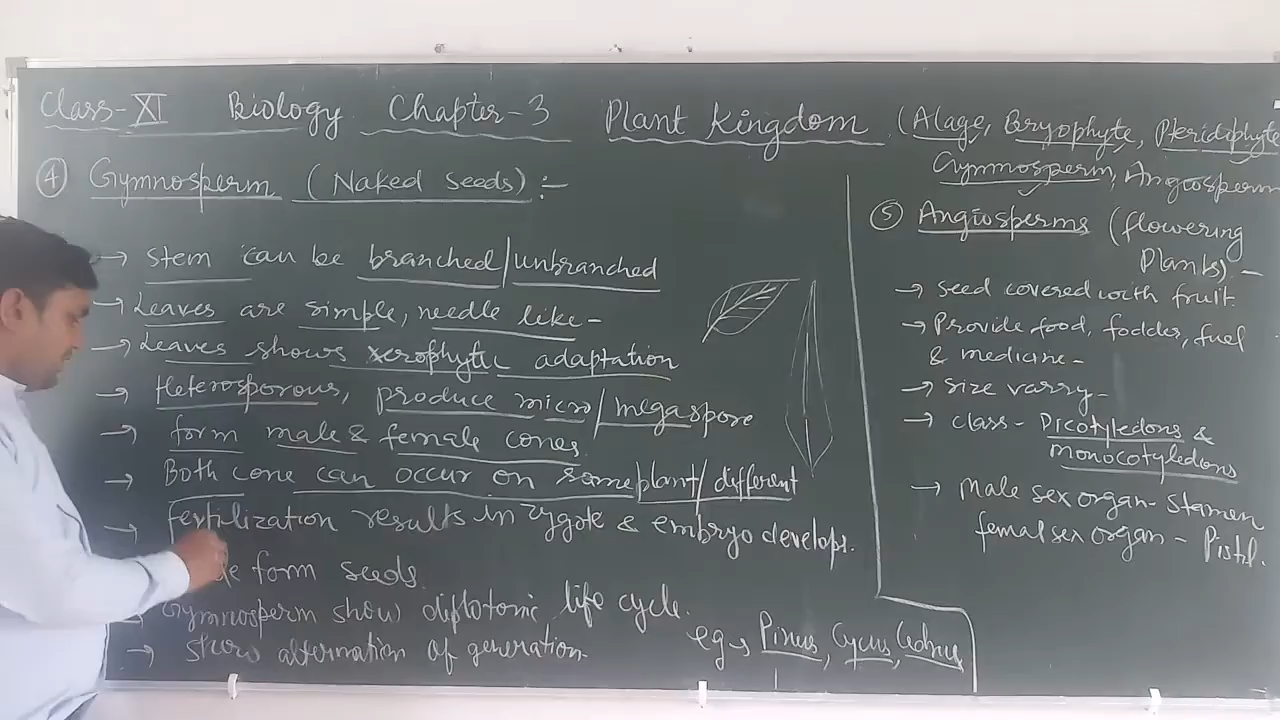 Class-XI Biology Chapter-3 Plant Kingdom (Alage, Bryophyte, Pteridiphyte
Gymnosperm, Angiosperm
④ Gymnosperm (Naked seeds) :-
→ stem can be branched/unbranched
→ Leaves are simple, needle like-
→ Leaves shows xerophytic adaptation
→ Heterosporous, produce micro/megaspore
→ form male & female cones.
→ Both cone can occur on same plant/different
→ fertilization results in zygote & embryo develops.
form seeds.
Gymnosperm show diplotonic life cycle.
→ show alternation of generation-
eg→ Pinus, Cycus, Cedrus
⑤ Angiosperms (flowering
Plants) -
→ seed covered with fruit.
→ Provide food, fodder, fuel
& medicine-
→ size varry-
→ class- Dicotyledons &
monocotyledons
→ Male sex organ- Stamen
femal sex organ - Pistil.